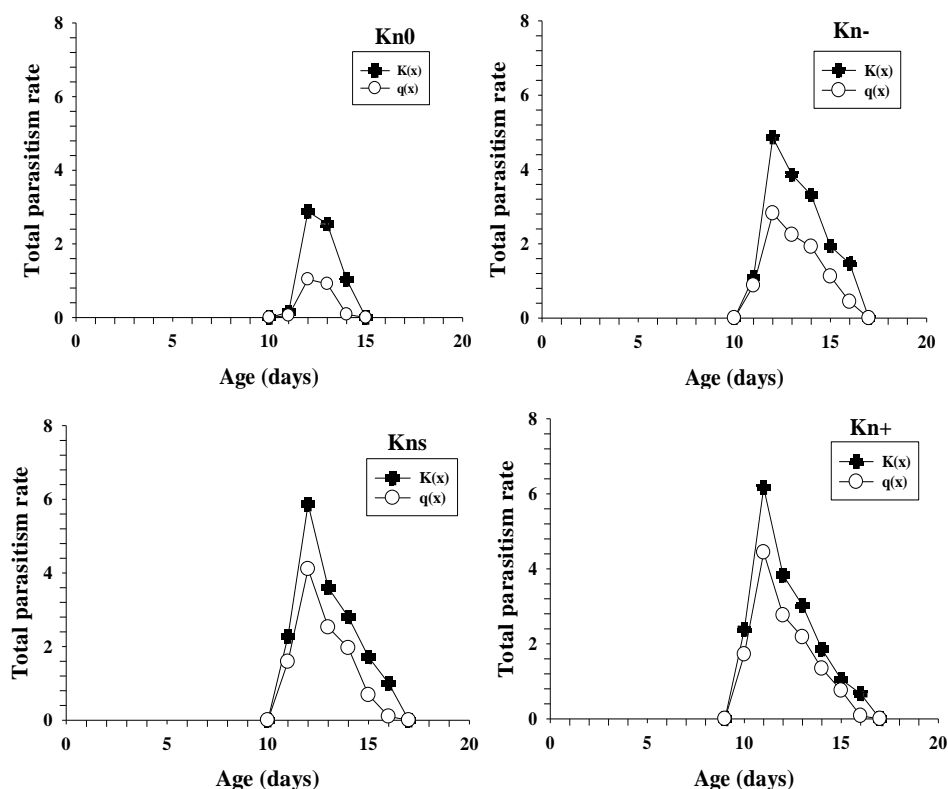 Kn0
K(x)
q(x)
Total parasitism rate
8
6
4
2
0
0 5 10 15 20
Age (days)
Kn-
K(x)
q(x)
Total parasitism rate
8
6
4
2
0
0 5 10 15 20
Age (days)
Kns
K(x)
q(x)
Total parasitism rate
8
6
4
2
0
0 5 10 15 20
Age (days)
Kn+
K(x)
q(x)
Total parasitism rate
8
6
4
2
0
0 5 10 15 20
Age (days)